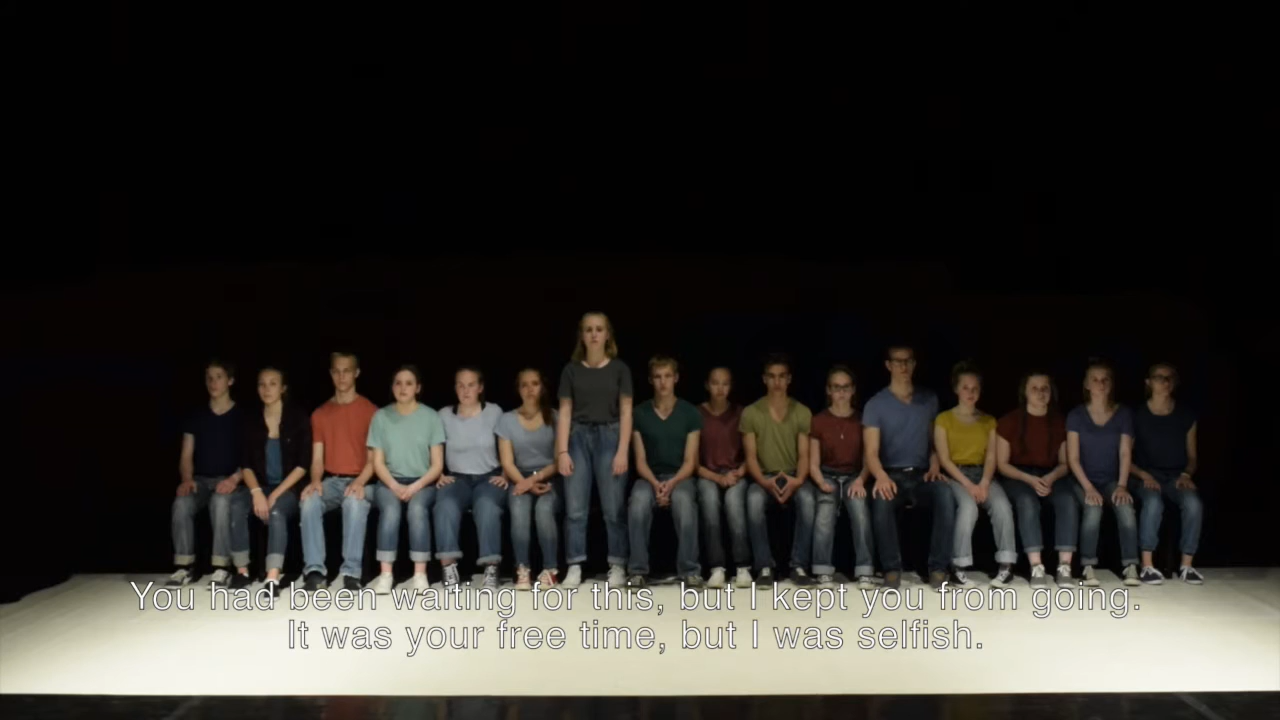 You had been waiting for this, but I kept you from going.
It was your free time, but I was selfish.